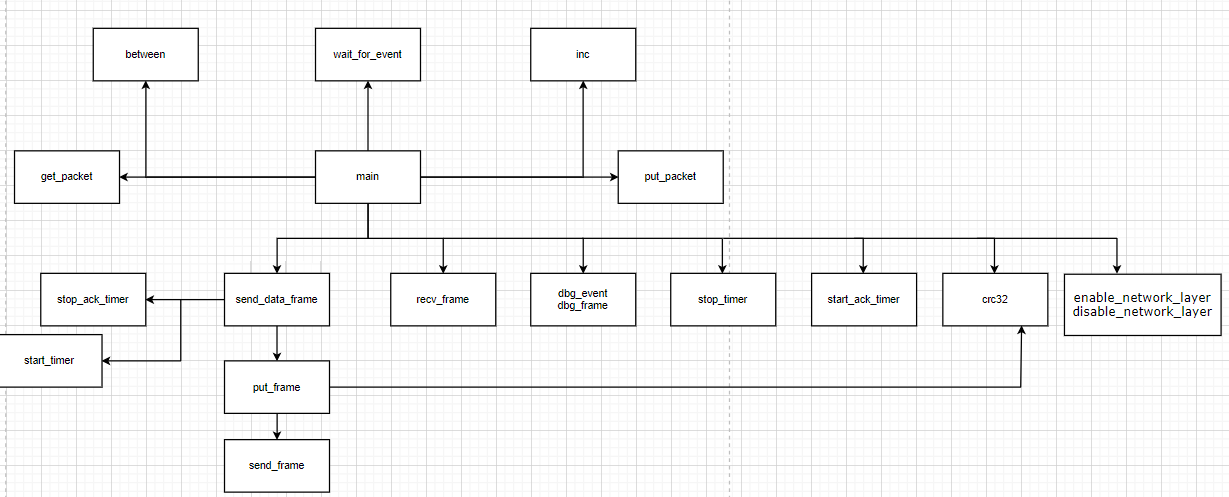 between
wait_for_event
inc
get_packet
main
put_packet
stop_ack_timer
send_data_frame
recv_frame
dbg_event
dbg_frame
stop_timer
start_ack_timer
crc32
enable_network_layer
disable_network_layer
start_timer
put_frame
send_frame